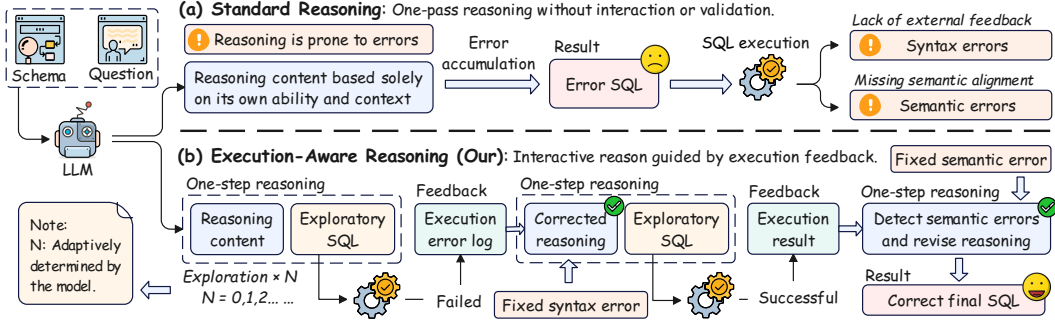 Schema
Question
LLM
(a) Standard Reasoning: One-pass reasoning without interaction or validation.
Reasoning is prone to errors
Reasoning content based solely
on its own ability and context
Error
accumulation
Result
Error SQL
SQL execution
Lack of external feedback
Syntax errors
Missing semantic alignment
Semantic errors
(b) Execution-Aware Reasoning (Our): Interactive reason guided by execution feedback.
Fixed semantic error
One-step reasoning
Reasoning
content
Exploratory
SQL
Exploration × N
N = 0,1,2... ...
Note:
N: Adaptively
determined by
the model.
Failed
Feedback
Execution
error log
One-step reasoning
Corrected
reasoning
Exploratory
SQL
Fixed syntax error
Successful
Feedback
Execution
result
One-step reasoning
Detect semantic errors
and revise reasoning
Result
Correct final SQL